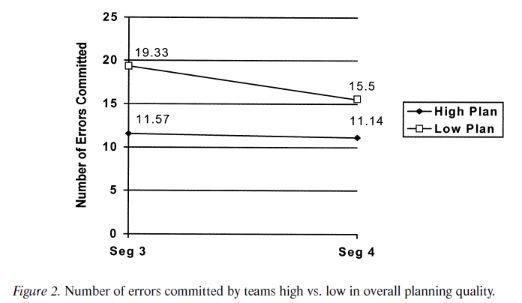 25
20
15
10
5
0
Number of Errors Committed
19.33
15.5
11.57
11.14
Seg 3
Seg 4
High Plan
Low Plan
Figure 2. Number of errors committed by teams high vs. low in overall planning quality.